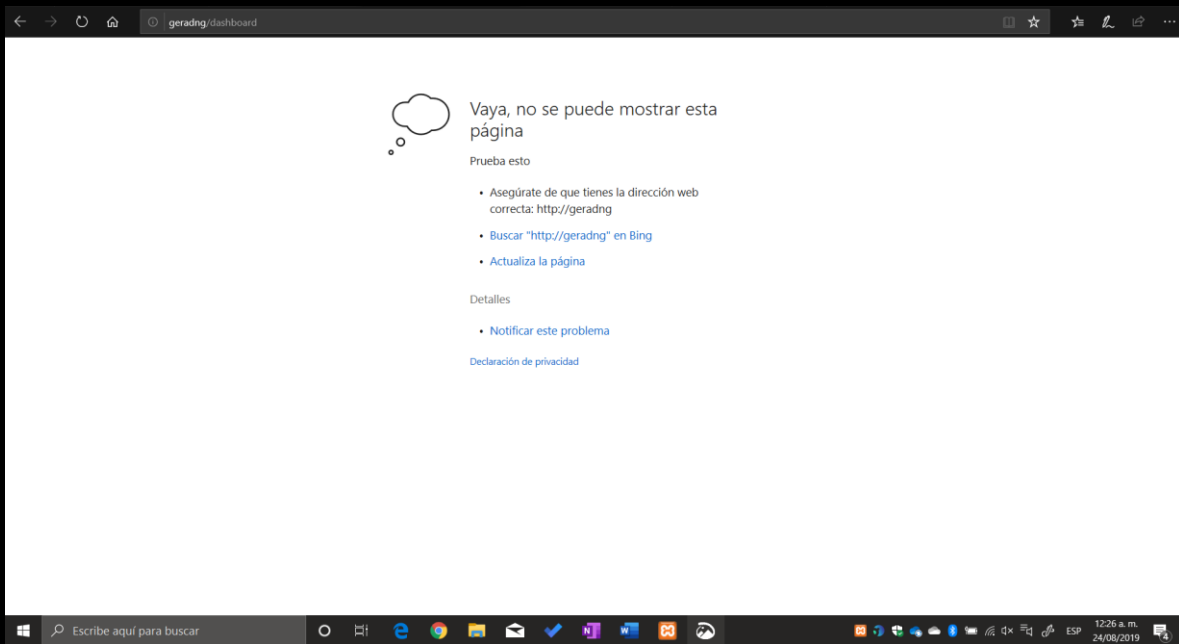 geradng/dashboard
Vaya, no se puede mostrar esta
página
Prueba esto
• Asegúrate de que tienes la dirección web
correcta: http://geradng
• Buscar "http://geradng" en Bing
• Actualiza la página
Detalles
• Notificar este problema
Declaración de privacidad
Escribe aquí para buscar
ESP
12:26 a. m.
24/08/2019
4